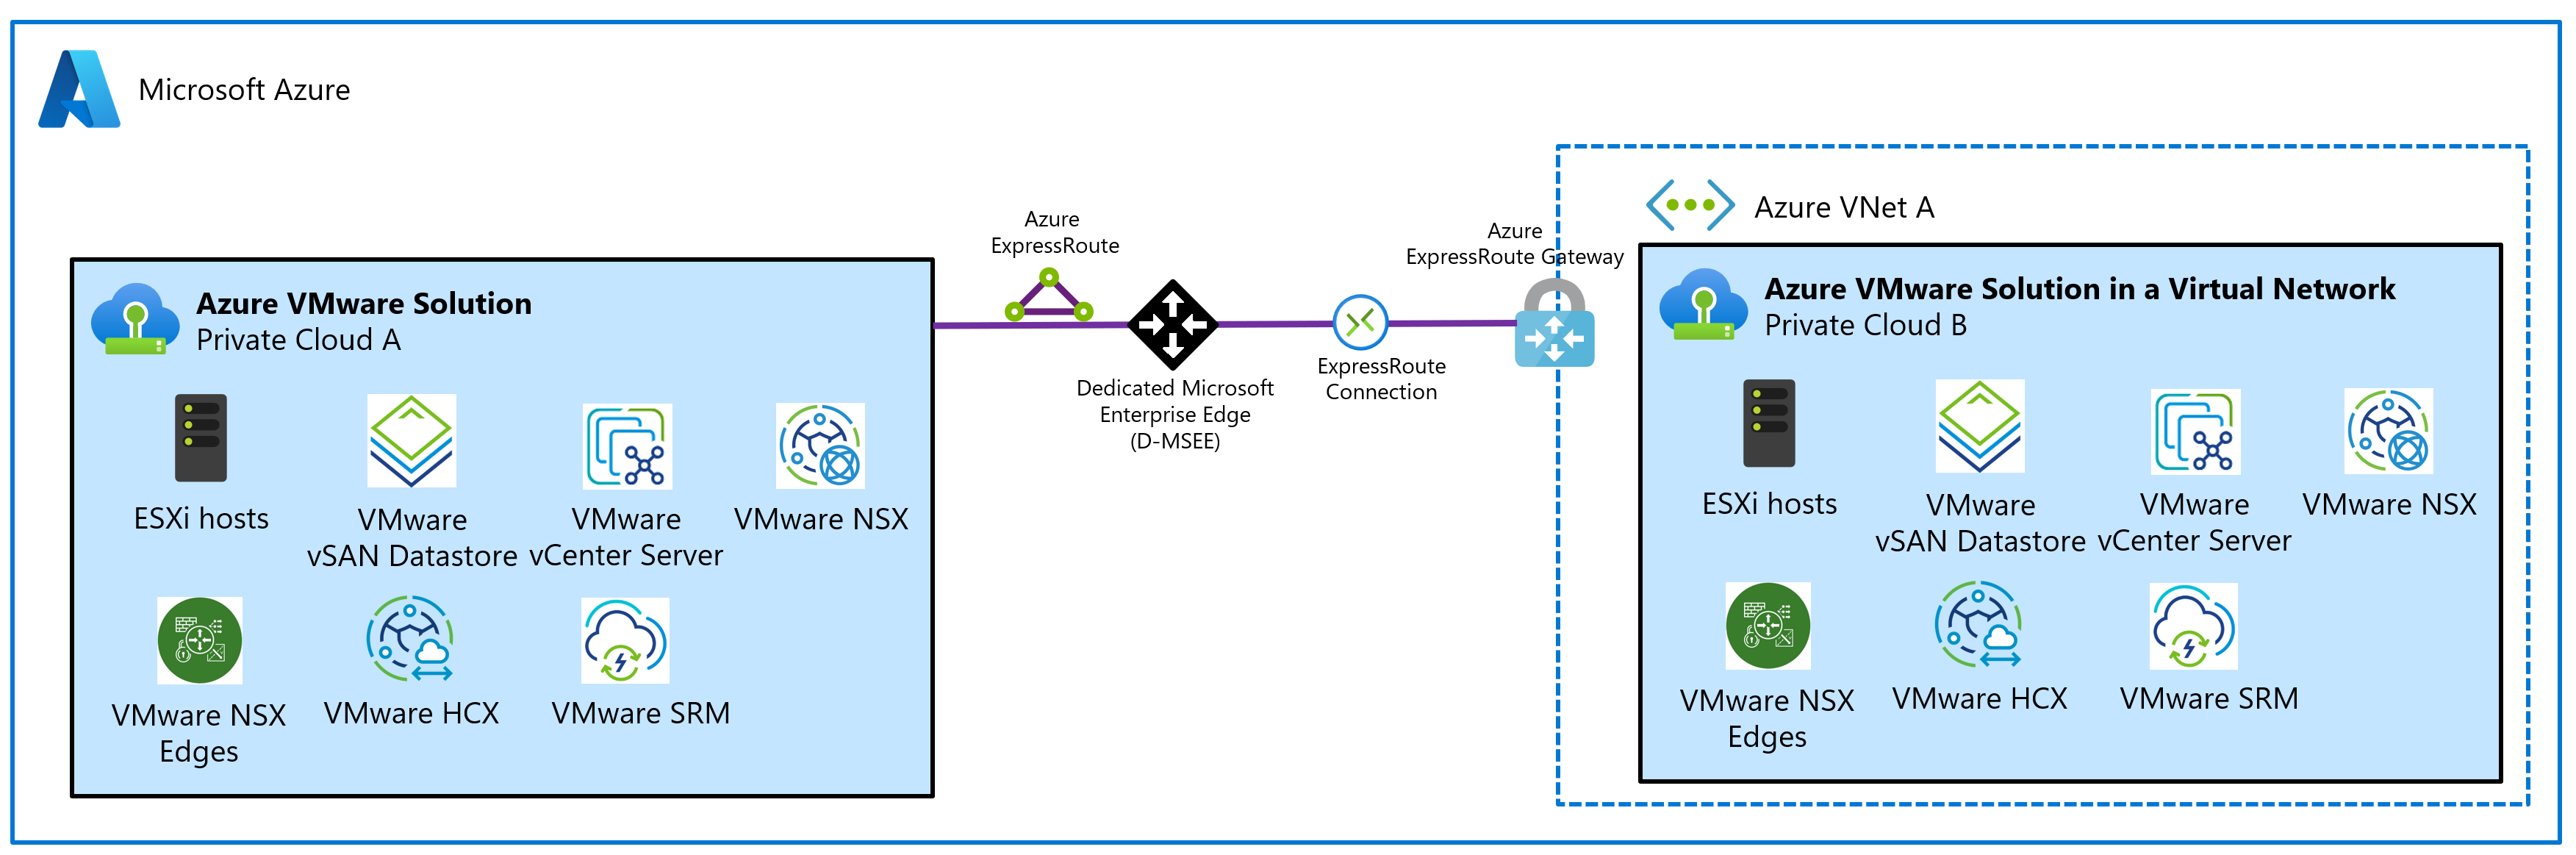 Microsoft Azure
Azure VMware Solution
Private Cloud A
ESXi hosts
VMware
vSAN Datastore
VMware
vCenter Server
VMware NSX
VMware NSX
Edges
VMware HCX
VMware SRM
Azure
ExpressRoute
Dedicated Microsoft
Enterprise Edge
(D-MSEE)
ExpressRoute
Connection
Azure
ExpressRoute Gateway
Azure VNet A
Azure VMware Solution in a Virtual Network
Private Cloud B
ESXi hosts
VMware
vSAN Datastore
VMware
vCenter Server
VMware NSX
VMware NSX
Edges
VMware HCX
VMware SRM